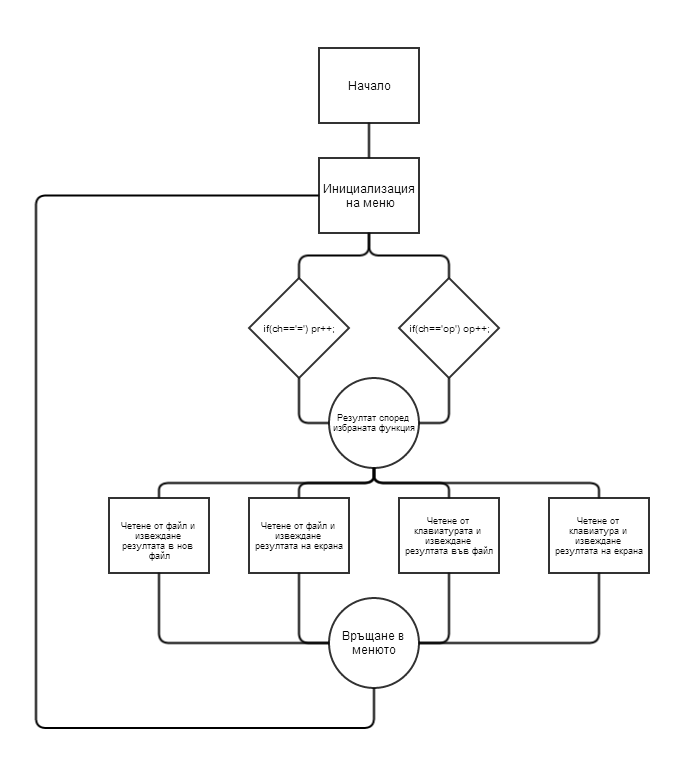 Начало
Инициализация
на меню
if(ch=='=') pr++;
if(ch=='op') op++;
Резултат според
избраната функция
Четене от файл и
извеждане
резултата в нов
файл
Четене от файл и
извеждане
резултата на екрана
Четене от
клавиатурата и
извеждане
резултата във файл
Четене от
клавиатура и
извеждане
резултата на екрана
Връщане в
менюто